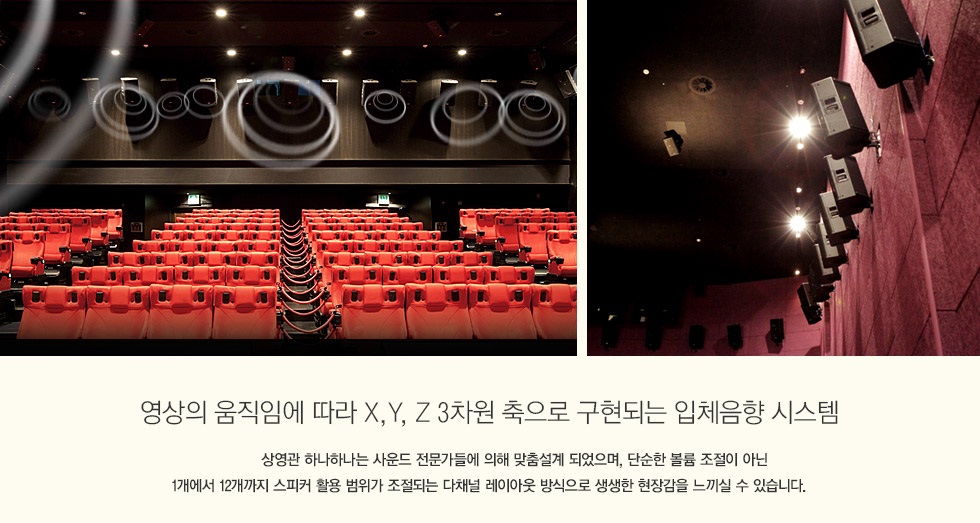 영상의 움직임에 따라 X,Y, Z 3차원 축으로 구현되는 입체음향 시스템
상영관 하나하나는 사운드 전문가들에 의해 맞춤설계 되었으며, 단순한 볼륨 조절이 아닌
1개에서 12개까지 스피커 활용 범위가 조절되는 다채널 레이아웃 방식으로 생생한 현장감을 느끼실 수 있습니다.